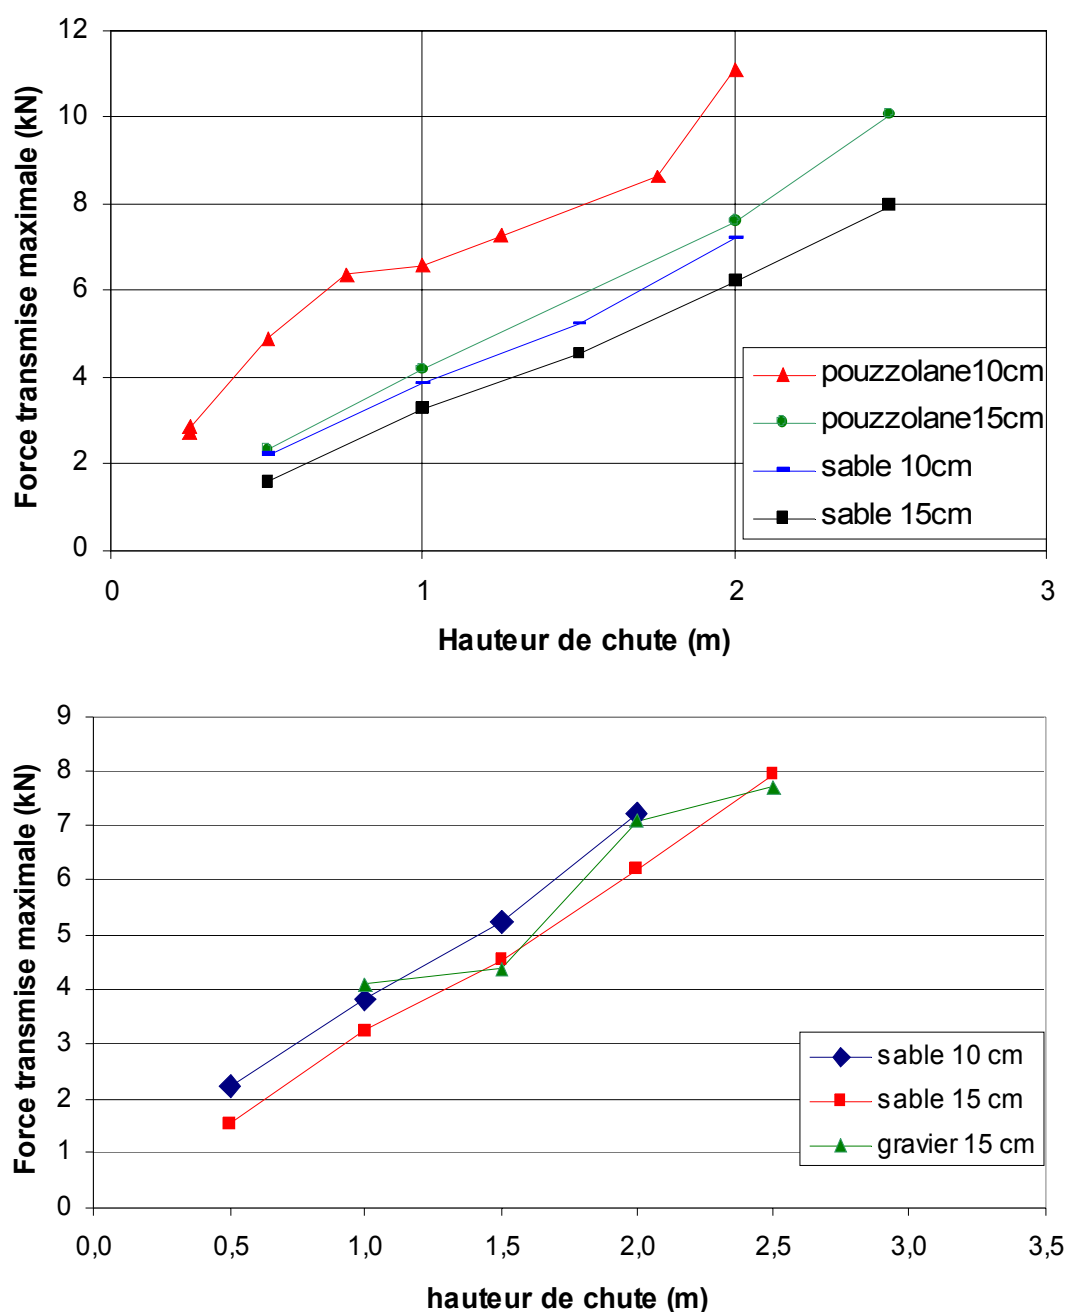 Force transmise maximale (kN)
12
10
8
6
4
2
0
0 1 2 3
Hauteur de chute (m)
pouzzolane10cm
pouzzolane15cm
sable 10cm
sable 15cm
Force transmise maximale (kN)
9
8
7
6
5
4
3
2
1
0
0,0 0,5 1,0 1,5 2,0 2,5 3,0 3,5
hauteur de chute (m)
sable 10 cm
sable 15 cm
gravier 15 cm